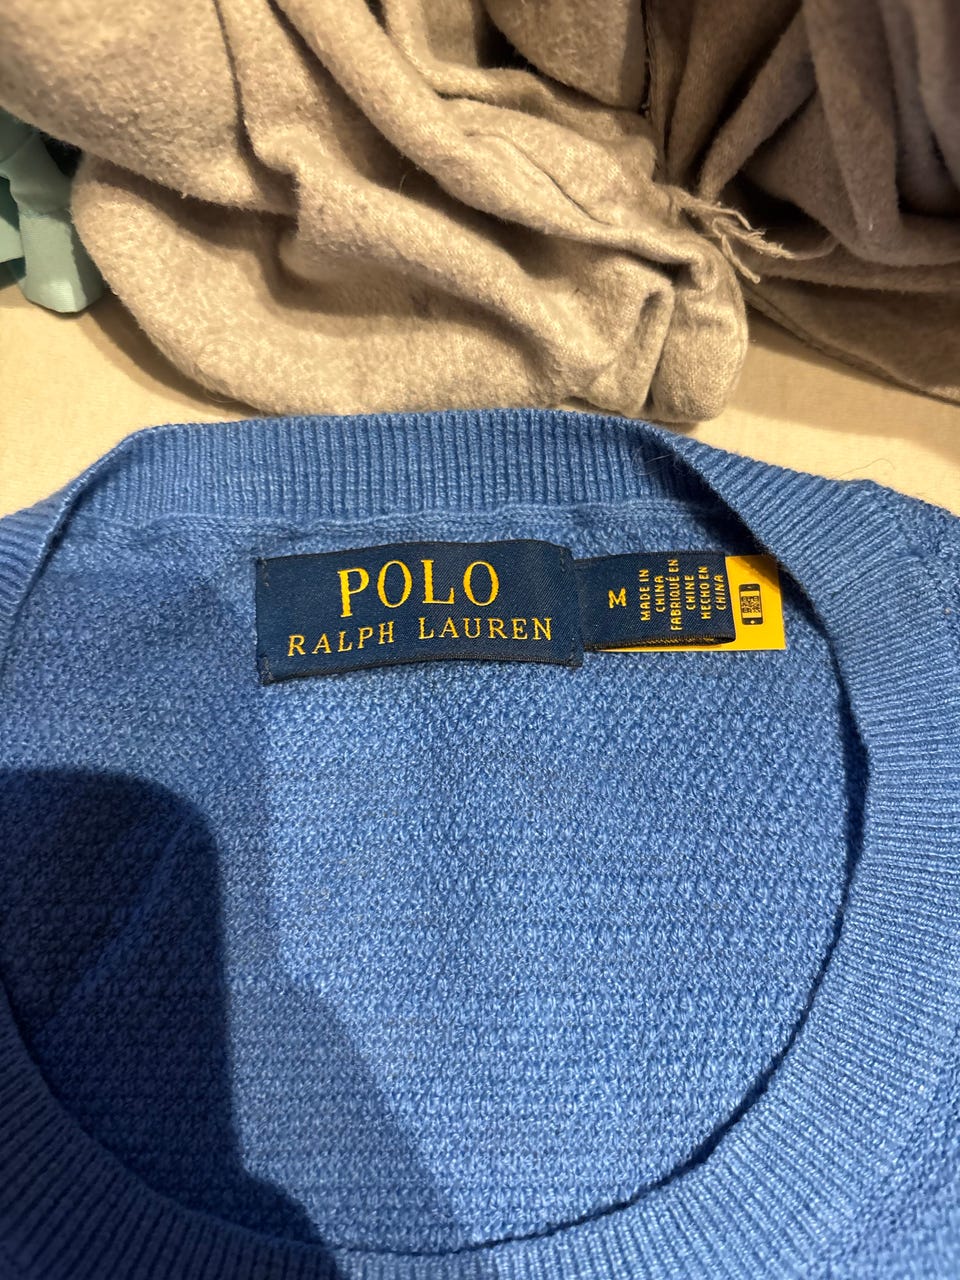 POLO
RALPH LAUREN
M
MADE IN
CHINA
FABRIQUÉ EN
CHINE
HECHO EN
CHINA